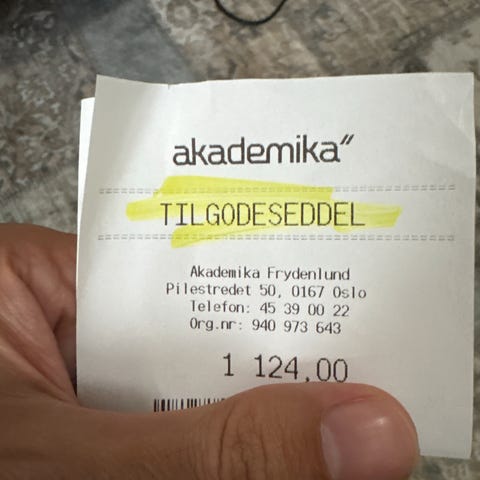 akademika”
TILGODESEDDEL
Akademika Frydenlund
Pilestredet 50, 0167 Oslo
Telefon: 45 39 00 22
Org.nr: 940 973 643
1 124,00